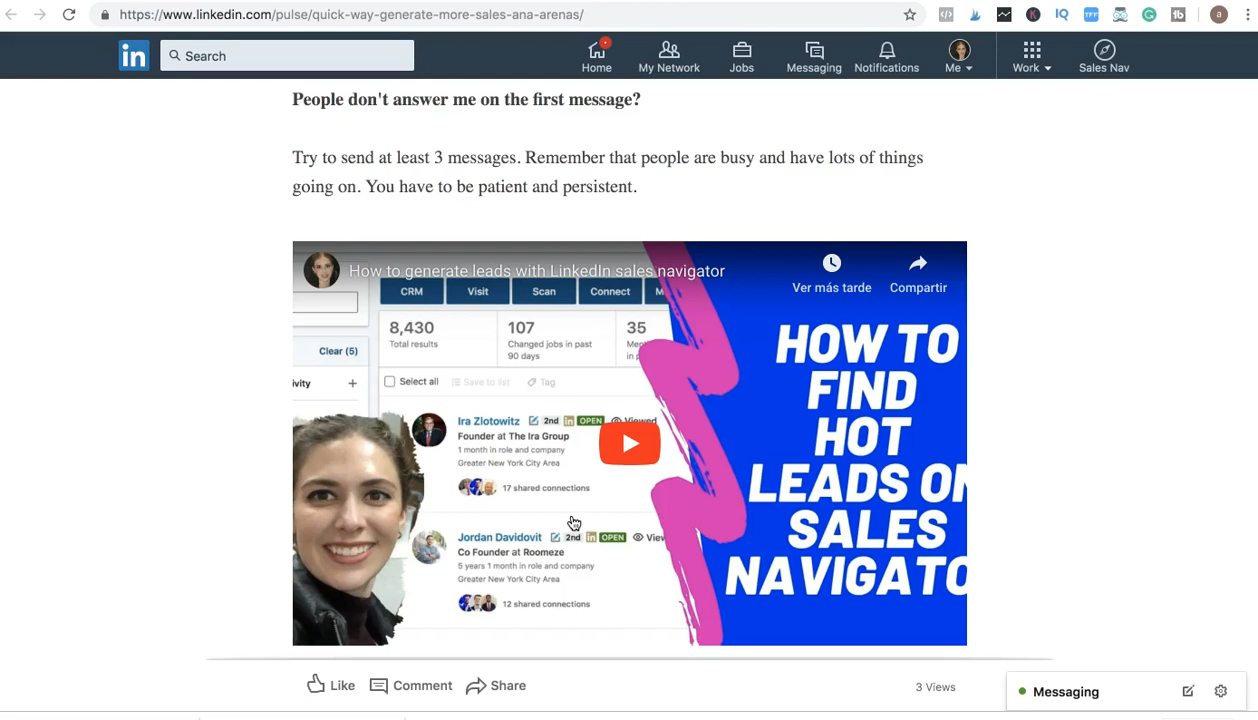 https://www.linkedin.com/pulse/quick-way-generate-more-sales-ana-arenas/
in
Search
Home
My Network
Jobs
Messaging
Notifications
Me
Work
Sales Nav
People don't answer me on the first message?
Try to send at least 3 messages. Remember that people are busy and have lots of things
going on. You have to be patient and persistent.
How to generate leads with LinkedIn sales navigator
Ver más tarde
Compartir
CRM
Visit
Scan
Connect
8,430
Total results
107
Changed jobs in past
90 days
35
Clear (5)
Select all
Save to list
Tag
Ira Zlotowitz 2nd in OPEN Viewed
Founder at The Ira Group
1 month in role and company
Greater New York City Area
17 shared connections
Jordan Davidovit 2nd in OPEN View
Co Founder at Roomeze
5 years 1 month in role and company
Greater New York City Area
12 shared connections
HOW TO
FIND
HOT
LEADS ON
SALES
NAVIGATO
Like
Comment
Share
3 Views
Messaging